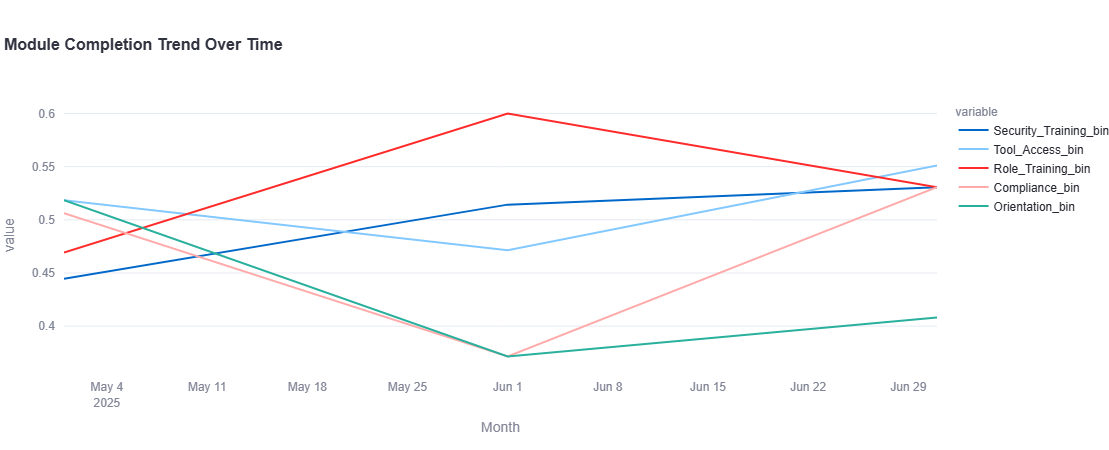 Module Completion Trend Over Time
value
0.6
0.55
0.5
0.45
0.4
May 4
2025
May 11
May 18
May 25
Jun 1
Jun 8
Jun 15
Jun 22
Jun 29
Month
variable
Security_Training_bin
Tool_Access_bin
Role_Training_bin
Compliance_bin
Orientation_bin